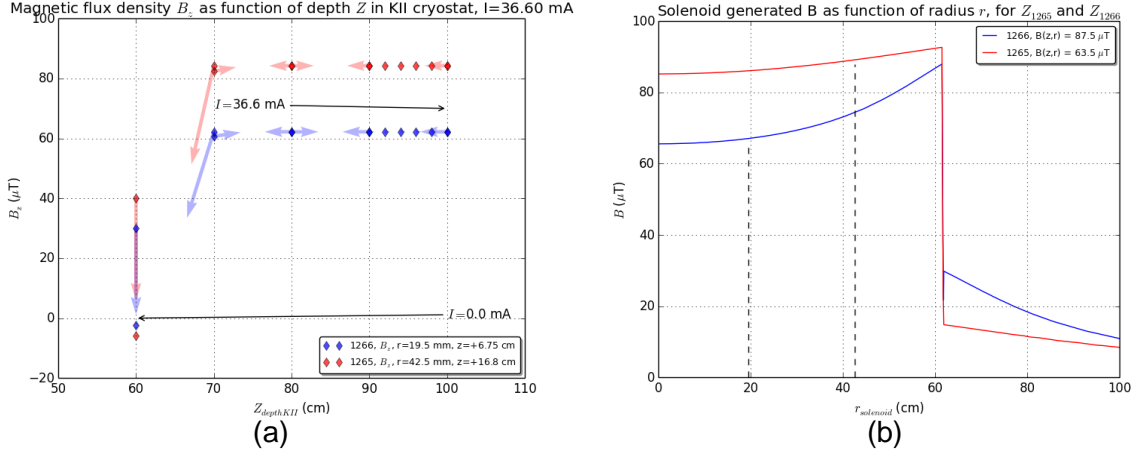 Magnetic flux density B_z as function of depth Z in KII cryostat, I=36.60 mA
100
80
60
40
20
0
−20
B_z (μT)
I=36.6 mA
I=0.0 mA
1266, B_z, r=19.5 mm, z=+6.75 cm
1265, B_z, r=42.5 mm, z=+16.8 cm
50 60 70 80 90 100 110
Z_depthKII (cm)
(a)
Solenoid generated B as function of radius r, for Z_1265 and Z_1266
100
80
60
40
20
0
B (μT)
1266, B(z,r) = 87.5 μT
1265, B(z,r) = 63.5 μT
0 20 40 60 80 100
r_solenoid (cm)
(b)